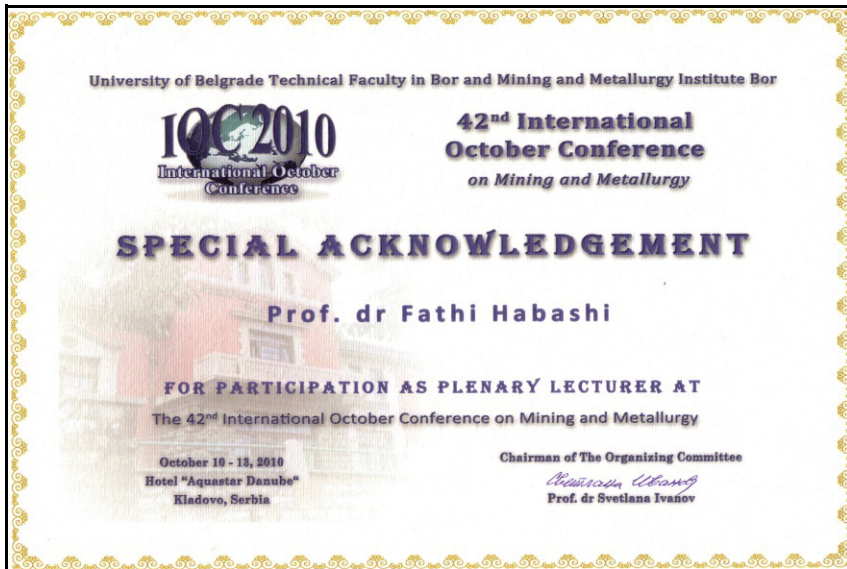 University of Belgrade Technical Faculty in Bor and Mining and Metallurgy Institute Bor
IOC 2010
International October
Conference
42nd International
October Conference
on Mining and Metallurgy
SPECIAL ACKNOWLEDGEMENT
Prof. dr Fathi Habashi
FOR PARTICIPATION AS PLENARY LECTURER AT
The 42nd International October Conference on Mining and Metallurgy
October 10 - 13, 2010
Hotel "Aquastar Danube"
Kladovo, Serbia
Chairman of The Organizing Committee
Светлана Иванов
Prof. dr Svetlana Ivanov